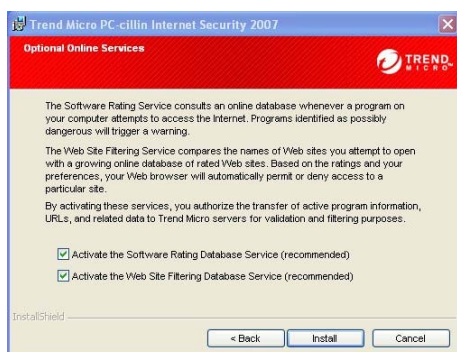 Trend Micro PC-cillin Internet Security 2007
Optional Online Services
TREND
MICRO
The Software Rating Service consults an online database whenever a program on
your computer attempts to access the Internet. Programs identified as possibly
dangerous will trigger a warning.
The Web Site Filtering Service compares the names of Web sites you attempt to open
with a growing online database of rated Web sites. Based on the ratings and your
preferences, your Web browser will automatically permit or deny access to a
particular site.
By activating these services, you authorize the transfer of active program information,
URLs, and related data to Trend Micro servers for validation and filtering purposes.
Activate the Software Rating Database Service (recommended)
Activate the Web Site Filtering Database Service (recommended)
InstallShield
< Back
Install
Cancel